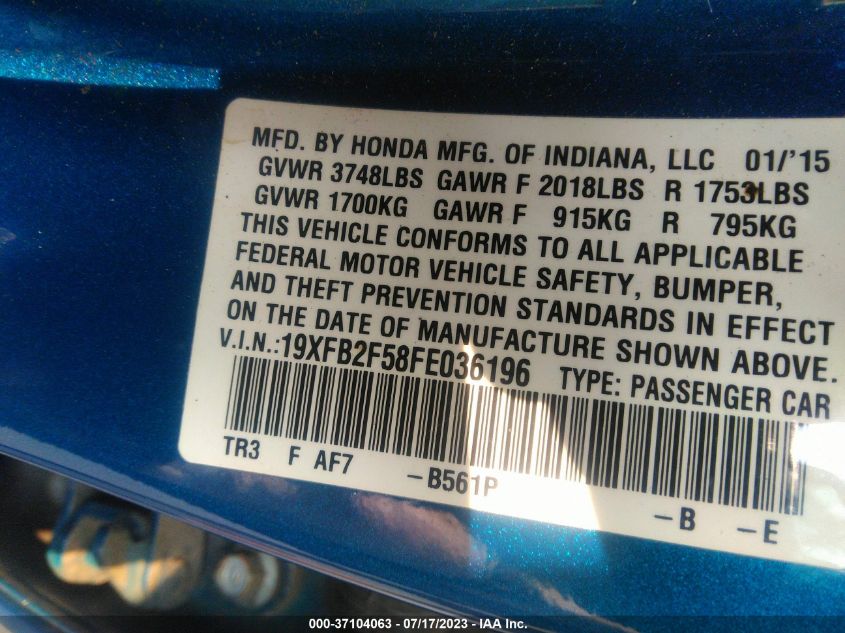 MFD. BY HONDA MFG. OF INDIANA, LLC 01/'15
GVWR 3748LBS GAWR F 2018LBS R 1753LBS
GVWR 1700KG GAWR F 915KG R 795KG
THIS VEHICLE CONFORMS TO ALL APPLICABLE
FEDERAL MOTOR VEHICLE SAFETY, BUMPER,
AND THEFT PREVENTION STANDARDS IN EFFECT
ON THE DATE OF MANUFACTURE SHOWN ABOVE.
V.I.N.:19XFB2F58FE036196 TYPE: PASSENGER CAR
TR3 F AF7 -B561P -B -E
000-37104063 - 07/17/2023 - IAA Inc.